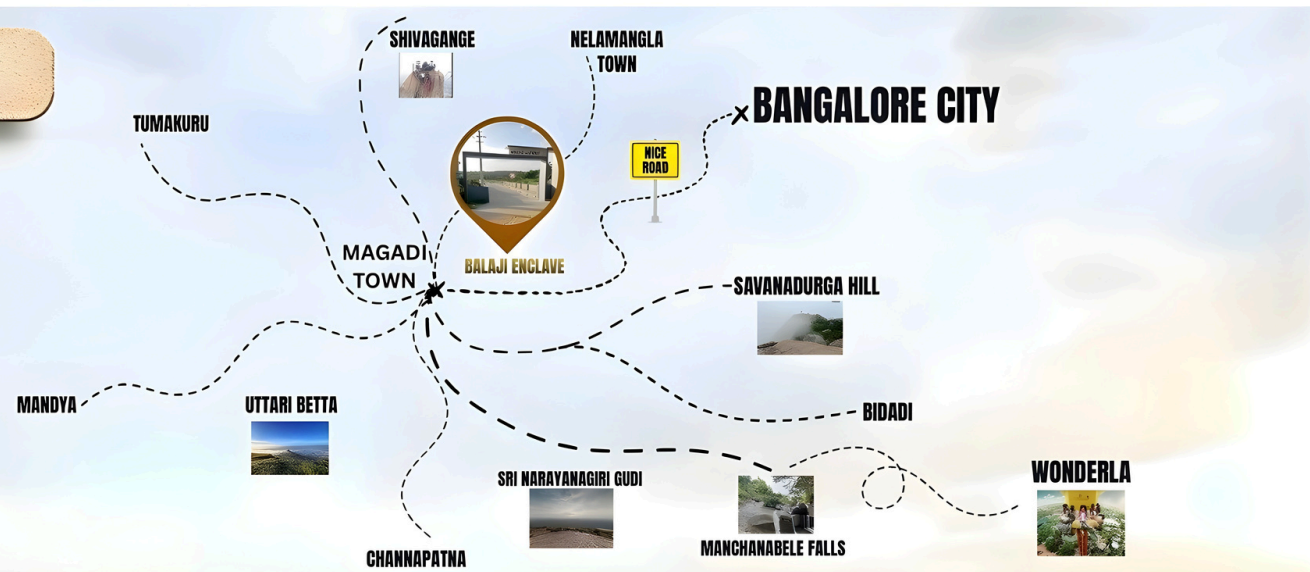 SHIVAGANGE
NELAMANGLA
TOWN
BANGALORE CITY
TUMAKURU
NICE
ROAD
MAGADI
TOWN
BALAJI ENCLAVE
SAVANADURGA HILL
MANDYA
UTTARI BETTA
BIDADI
SRI NARAYANAGIRI GUDI
WONDERLA
MANCHANABELE FALLS
CHANNAPATNA